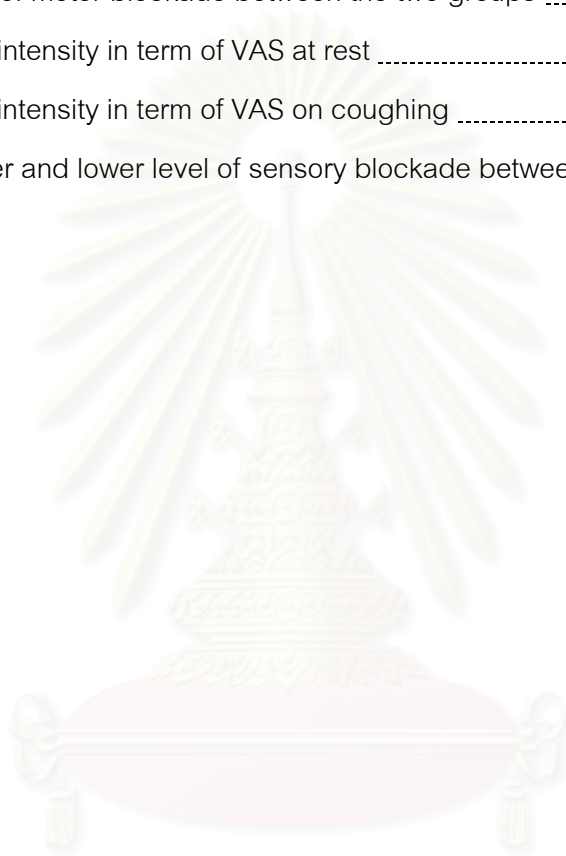 motor blockade between the two groups
intensity in term of VAS at rest
intensity in term of VAS on coughing
er and lower level of sensory blockade betwee